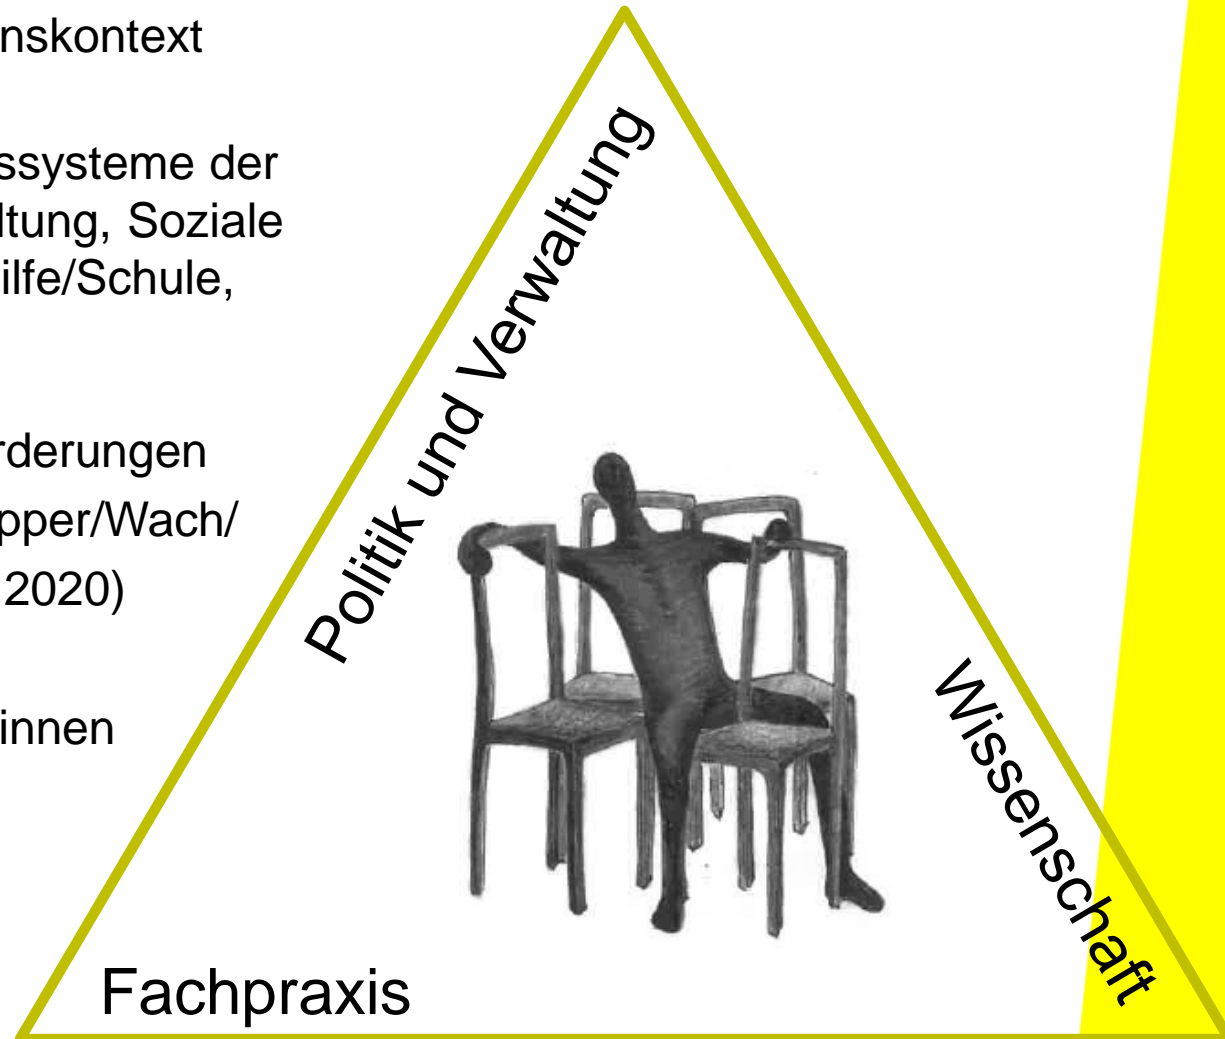 nskontext
ssysteme der
ltung, Soziale
ilfe/Schule,
rderungen
pper/Wach/
2020)
innen
Politik und Verwaltung
Wissenschaft
Fachpraxis